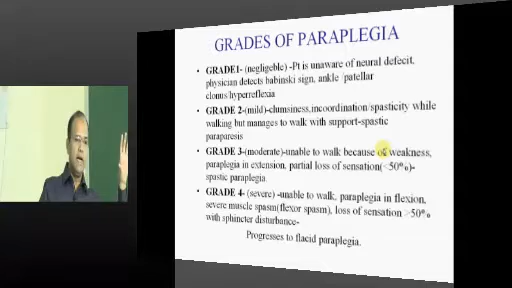 GRADES OF PARAPLEGIA
• GRADE1- (negligeble) -Pt is unaware of neural defecit,
physician detects babinski sign, ankle /patellar
clonus/hyperreflexia
• GRADE 2-(mild)-clumsiness,incoordination/spasticity while
walking but manages to walk with support-spastic
paraparesis
• GRADE 3-(moderate)-unable to walk because of weakness,
paraplegia in extension, partial loss of sensation(<50%)-
spastic paraplegia.
• GRADE 4- (severe) -unable to walk, paraplegia in flexion,
severe muscle spasm(flexor spasm), loss of sensation >50%
with sphincter disturbance-
Progresses to flacid paraplegia.